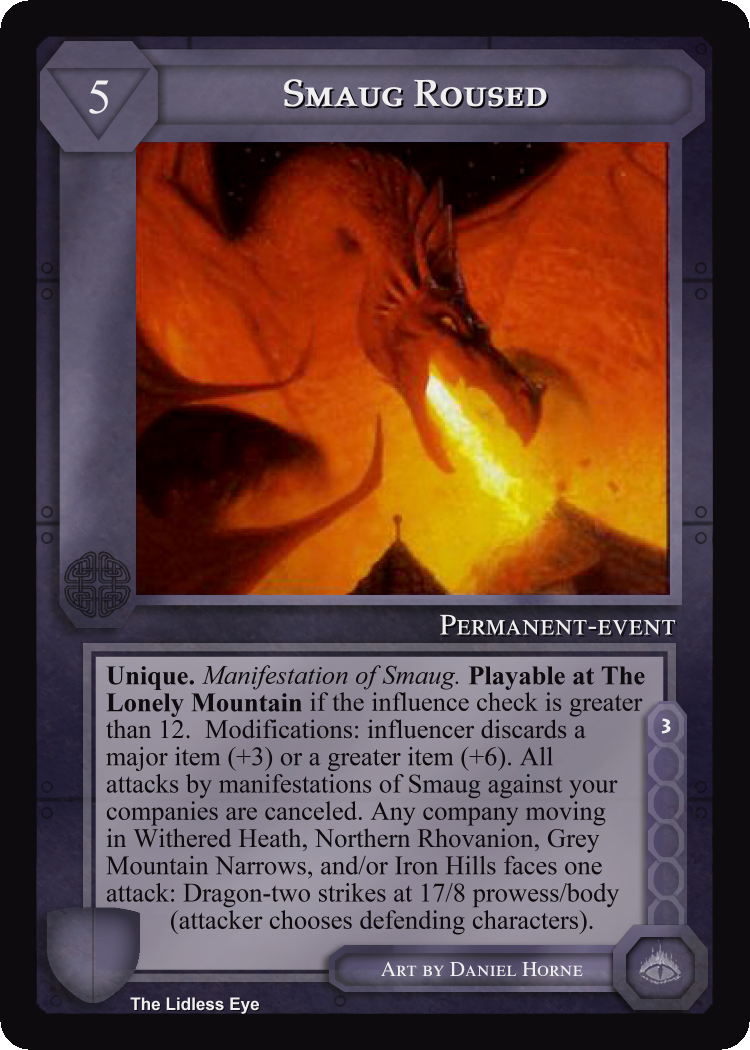 5
Smaug Roused
Permanent-event
Unique. Manifestation of Smaug. Playable at The
Lonely Mountain if the influence check is greater
than 12.  Modifications: influencer discards a
major item (+3) or a greater item (+6). All
attacks by manifestations of Smaug against your
companies are canceled. Any company moving
in Withered Heath, Northern Rhovanion, Grey
Mountain Narrows, and/or Iron Hills faces one
attack: Dragon-two strikes at 17/8 prowess/body
(attacker chooses defending characters).
3
Art by Daniel Horne
The Lidless Eye